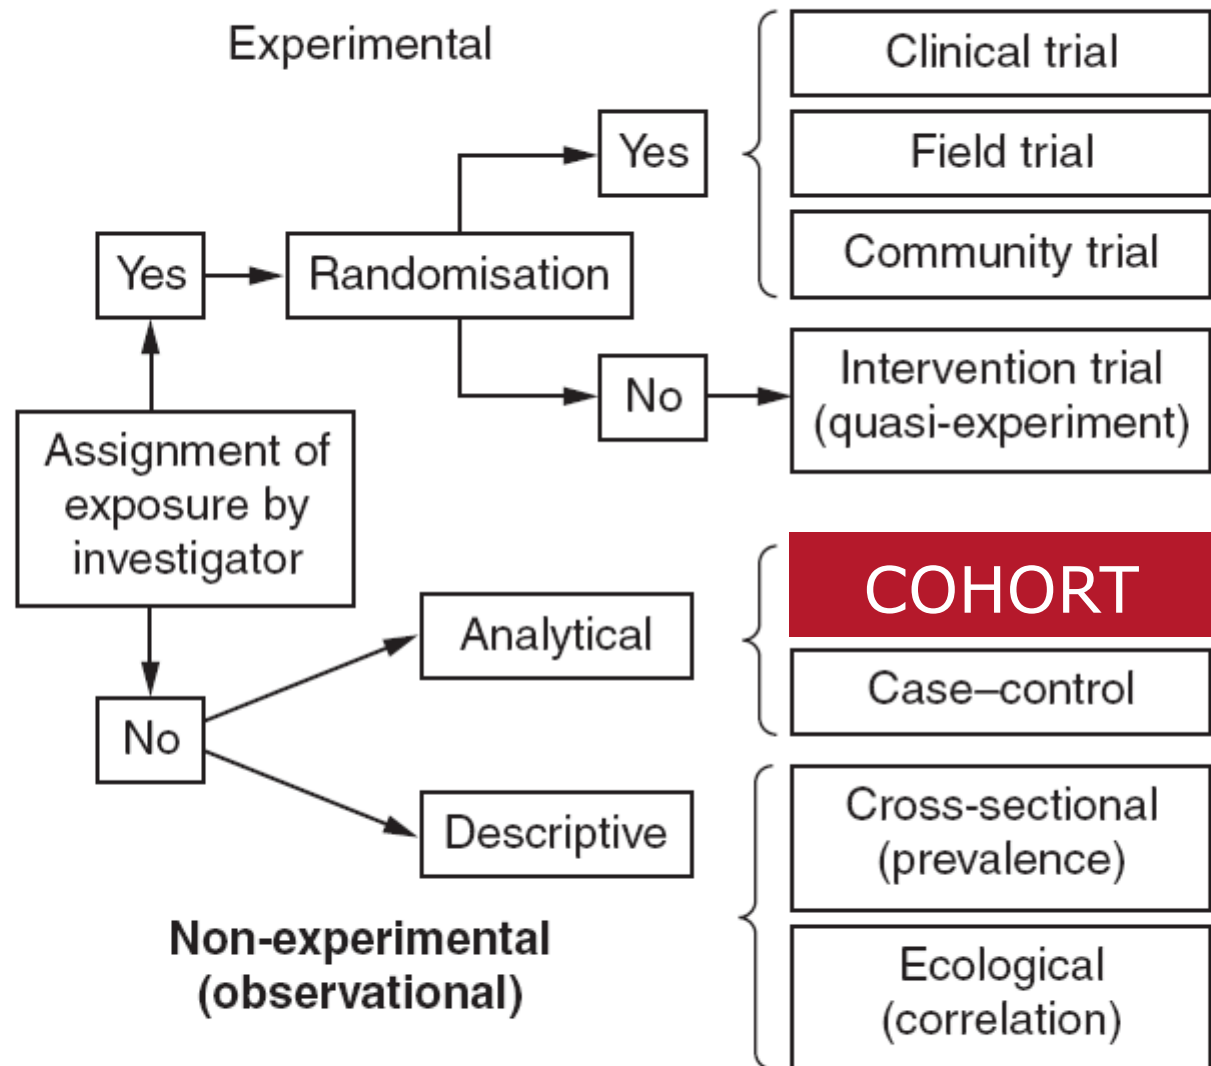 Experimental
Clinical trial
Yes
Field trial
Community trial
Yes
Randomisation
No
Intervention trial
(quasi-experiment)
Assignment of
exposure by
investigator
COHORT
Analytical
Case–control
No
Descriptive
Cross-sectional
(prevalence)
Non-experimental
(observational)
Ecological
(correlation)